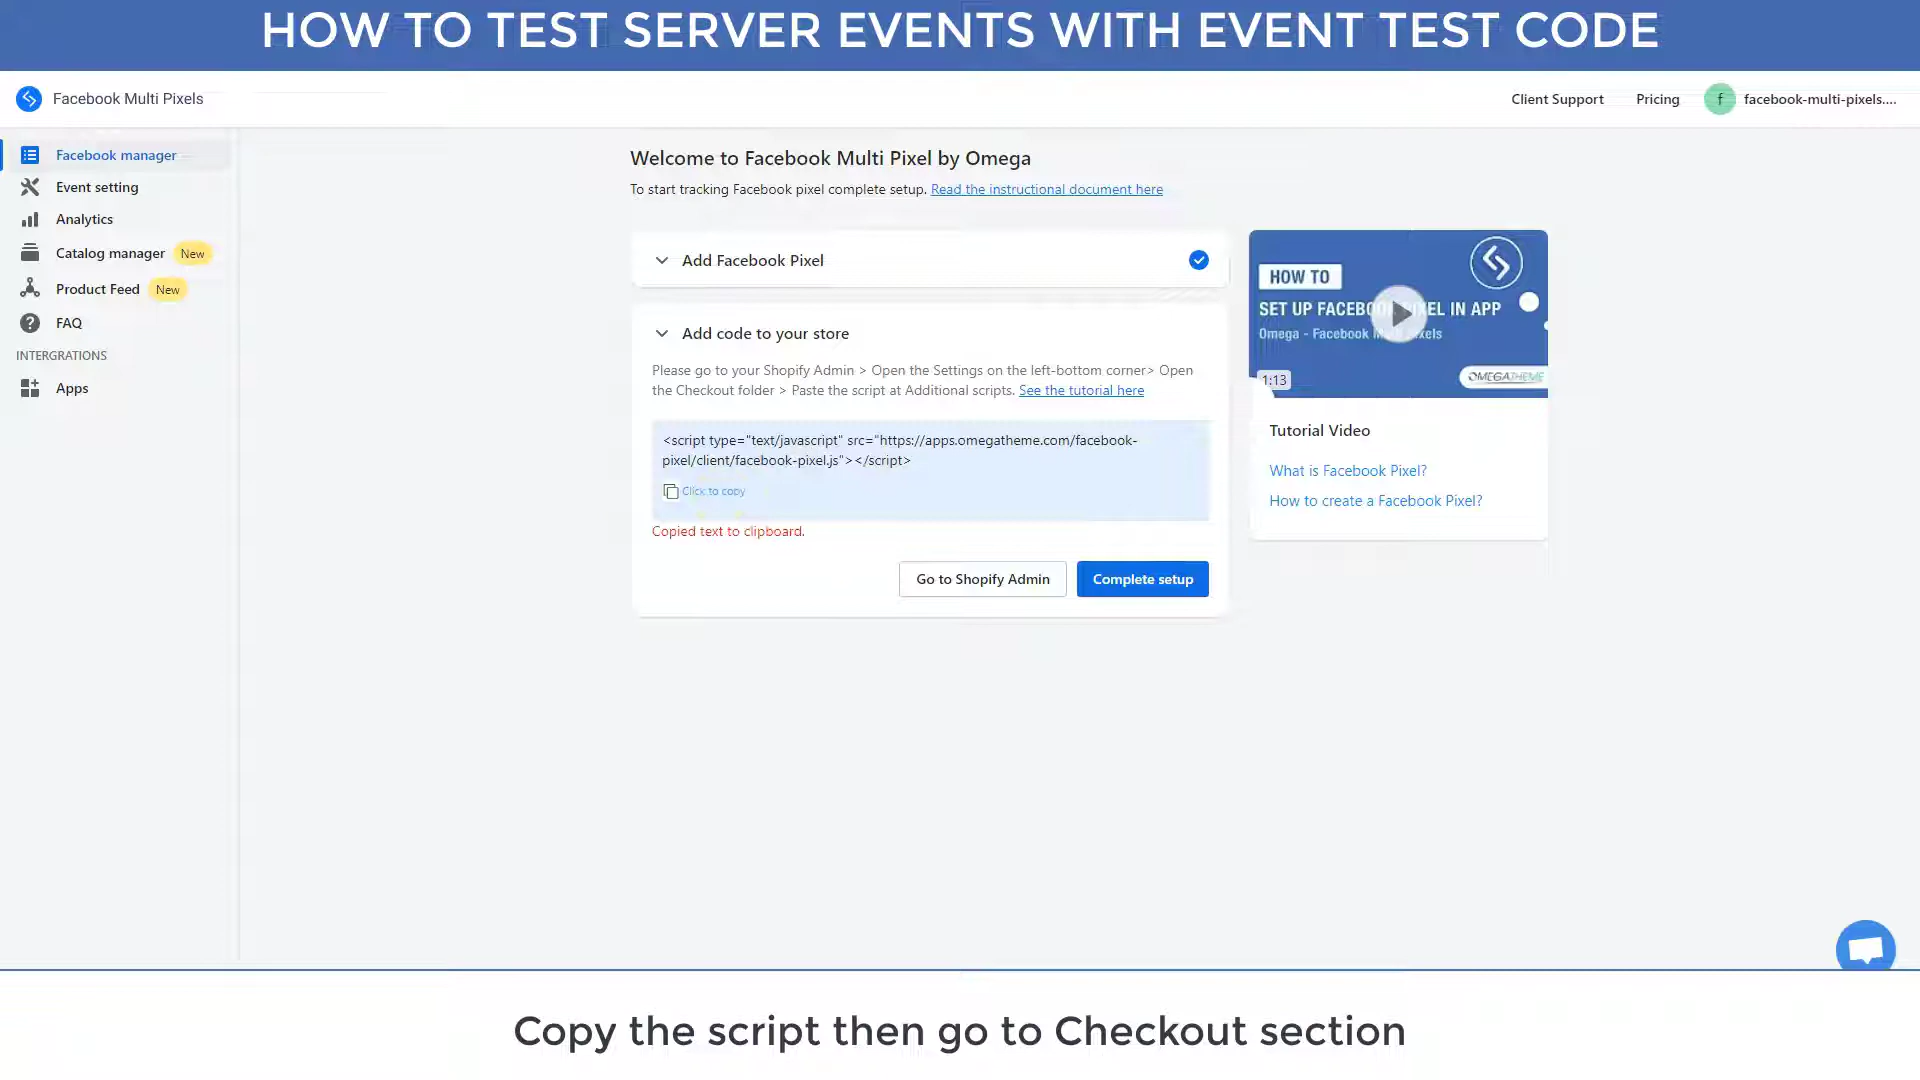 HOW TO TEST SERVER EVENTS WITH EVENT TEST CODE
Facebook Multi Pixels
Client Support
Pricing
f
facebook-multi-pixels....
Facebook manager
Event setting
Analytics
Catalog manager
New
Product Feed
New
FAQ
INTERGRATIONS
Apps
Welcome to Facebook Multi Pixel by Omega
To start tracking Facebook pixel complete setup. Read the instructional document here
Add Facebook Pixel
Add code to your store
Please go to your Shopify Admin > Open the Settings on the left-bottom corner> Open
the Checkout folder > Paste the script at Additional scripts. See the tutorial here
<script type="text/javascript" src="https://apps.omegatheme.com/facebook-
pixel/client/facebook-pixel.js"></script>
Click to copy
Copied text to clipboard.
Go to Shopify Admin
Complete setup
HOW TO
SET UP FACEBOOK PIXEL IN APP
Omega - Facebook Multi Pixels
1:13
OMEGATHEME
Tutorial Video
What is Facebook Pixel?
How to create a Facebook Pixel?
Copy the script then go to Checkout section